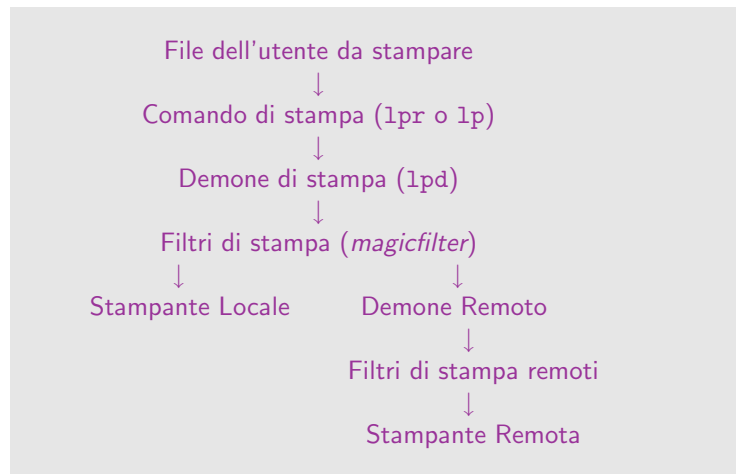 File dell'utente da stampare
↓
Comando di stampa (lpr o lp)
↓
Demone di stampa (lpd)
↓
Filtri di stampa (magicfilter)
↓ ↓
Stampante Locale Demone Remoto
↓
Filtri di stampa remoti
↓
Stampante Remota